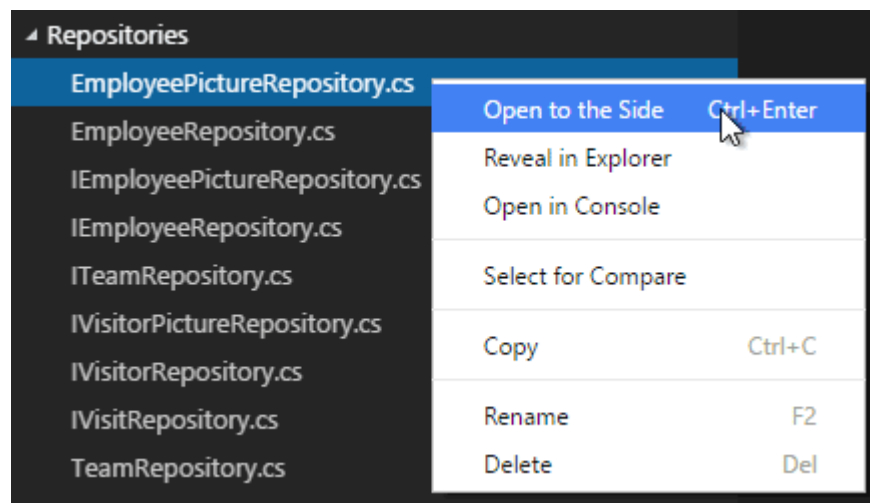 Repositories
EmployeePictureRepository.cs
EmployeeRepository.cs
IEmployeePictureRepository.cs
IEmployeeRepository.cs
ITeamRepository.cs
IVisitorPictureRepository.cs
IVisitorRepository.cs
IVisitRepository.cs
TeamRepository.cs
Open to the Side Ctrl+Enter
Reveal in Explorer
Open in Console
Select for Compare
Copy Ctrl+C
Rename F2
Delete Del